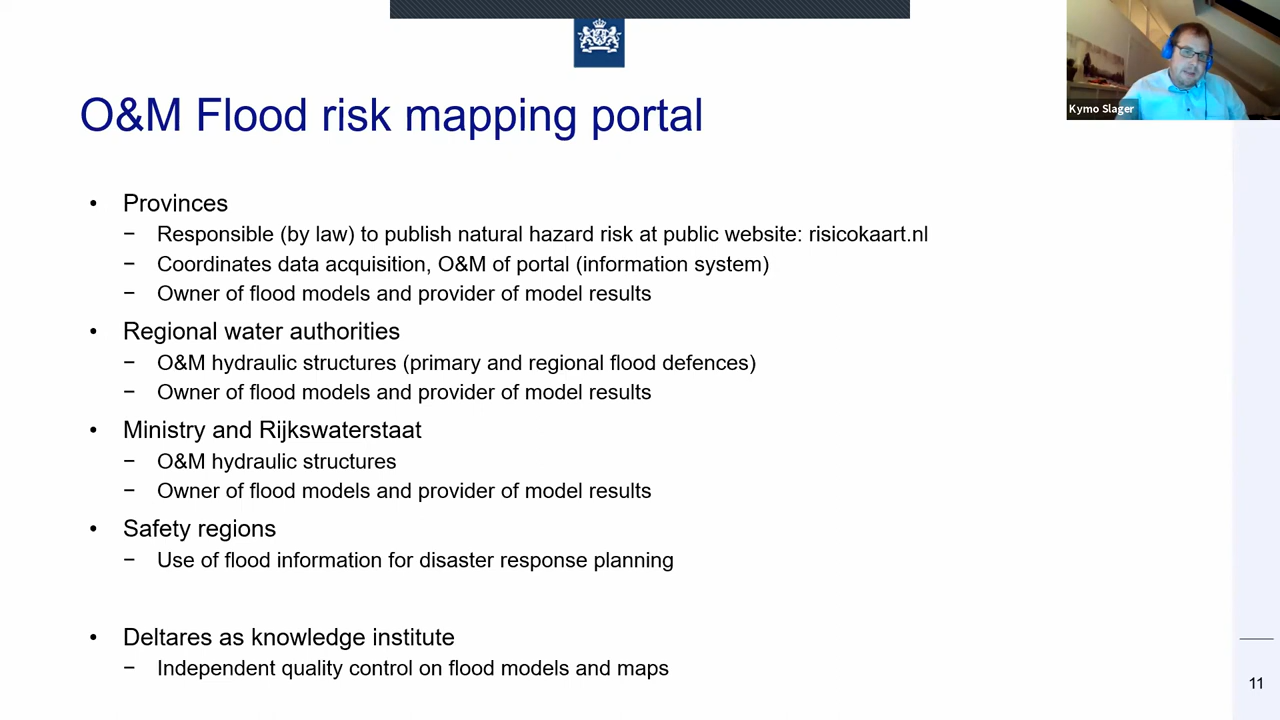 Kymo Slager
O&M Flood risk mapping portal
• Provinces
− Responsible (by law) to publish natural hazard risk at public website: risicokaart.nl
− Coordinates data acquisition, O&M of portal (information system)
− Owner of flood models and provider of model results
• Regional water authorities
− O&M hydraulic structures (primary and regional flood defences)
− Owner of flood models and provider of model results
• Ministry and Rijkswaterstaat
− O&M hydraulic structures
− Owner of flood models and provider of model results
• Safety regions
− Use of flood information for disaster response planning
• Deltares as knowledge institute
− Independent quality control on flood models and maps
11